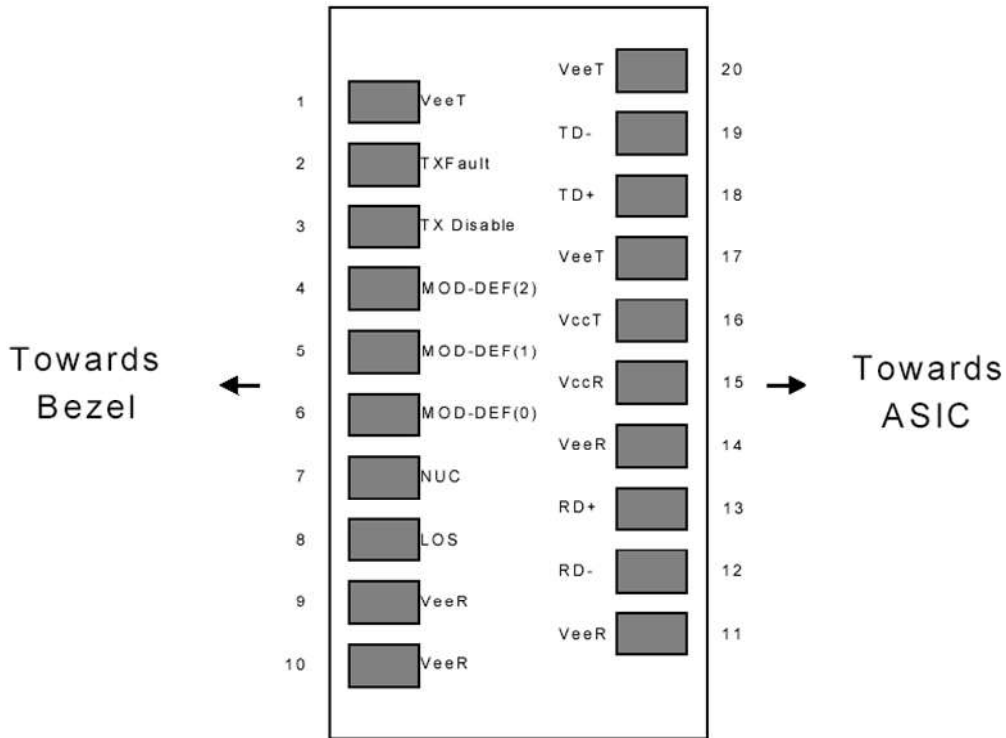 VeeT 20
1 VeeT
TD- 19
2 TXFault
TD+ 18
3 TX Disable
VeeT 17
4 MOD-DEF(2)
VccT 16
5 MOD-DEF(1)
Towards
Bezel
VccR 15
Towards
ASIC
6 MOD-DEF(0)
VeeR 14
7 NUC
RD+ 13
8 LOS
RD- 12
9 VeeR
VeeR 11
10 VeeR